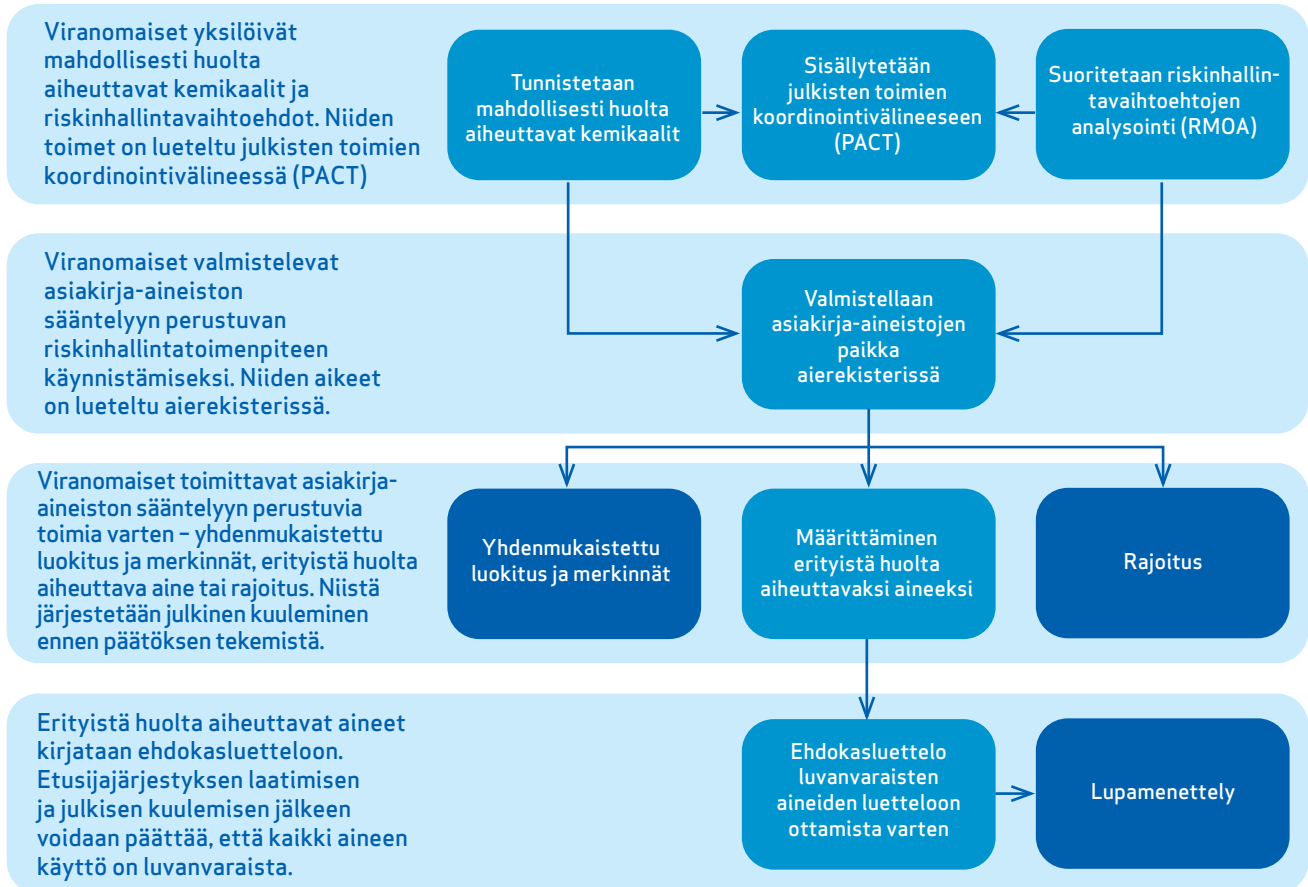 Viranomaiset yksilöivät
mahdollisesti huolta
aiheuttavat kemikaalit ja
riskinhallintavaihtoehdot. Niiden
toimet on lueteltu julkisten toimien
koordinointivälineessä (PACT)
Tunnistetaan
mahdollisesti huolta
aiheuttavat kemikaalit
Sisällytetään
julkisten toimien
koordinointivälineeseen
(PACT)
Suoritetaan riskinhallin-
tavaihtoehtojen
analysointi (RMOA)
Viranomaiset valmistelevat
asiakirja-aineiston
sääntelyyn perustuvan
riskinhallintatoimenpiteen
käynnistämiseksi. Niiden aikeet
on lueteltu aierekisterissä.
Valmistellaan
asiakirja-aineistojen
paikka
aierekisterissä
Viranomaiset toimittavat asiakirja-
aineiston sääntelyyn perustuvia
toimia varten – yhdenmukaistettu
luokitus ja merkinnät, erityistä huolta
aiheuttava aine tai rajoitus. Niistä
järjestetään julkinen kuuleminen
ennen päätöksen tekemistä.
Yhdenmukaistettu
luokitus ja merkinnät
Määrittäminen
erityistä huolta
aiheuttavaksi aineeksi
Rajoitus
Erityistä huolta aiheuttavat aineet
kirjataan ehdokasluetteloon.
Etusijajärjestyksen laatimisen
ja julkisen kuulemisen jälkeen
voidaan päättää, että kaikki aineen
käyttö on luvanvaraista.
Ehdokasluettelo
luvanvaraisten
aineiden luetteloon
ottamista varten
Lupamenettely